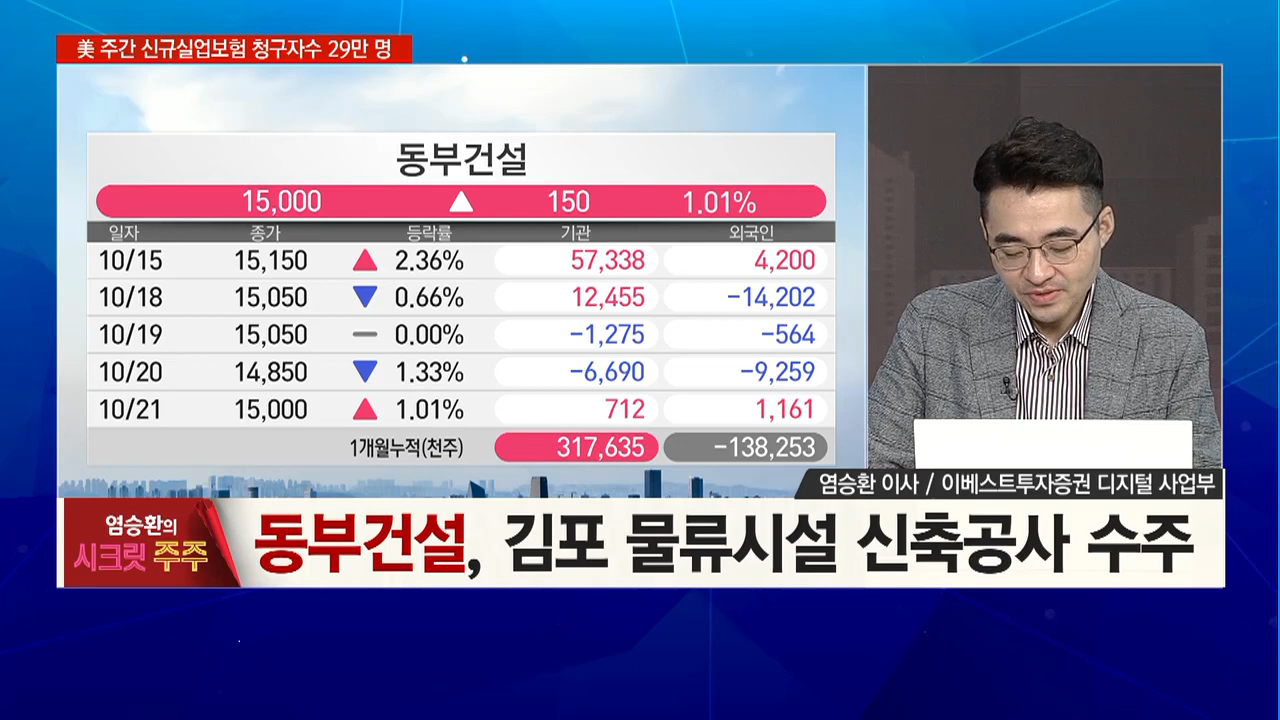 美 주간 신규실업보험 청구자수 29만 명
동부건설
15,000 ▲ 150 1.01%
일자 종가 등락률 기관 외국인
10/15 15,150 ▲ 2.36% 57,338 4,200
10/18 15,050 ▼ 0.66% 12,455 -14,202
10/19 15,050 - 0.00% -1,275 -564
10/20 14,850 ▼ 1.33% -6,690 -9,259
10/21 15,000 ▲ 1.01% 712 1,161
1개월누적(천주) 317,635 -138,253
염승환 이사 / 이베스트투자증권 디지털 사업부
염승환의
시크릿 주주
동부건설, 김포 물류시설 신축공사 수주